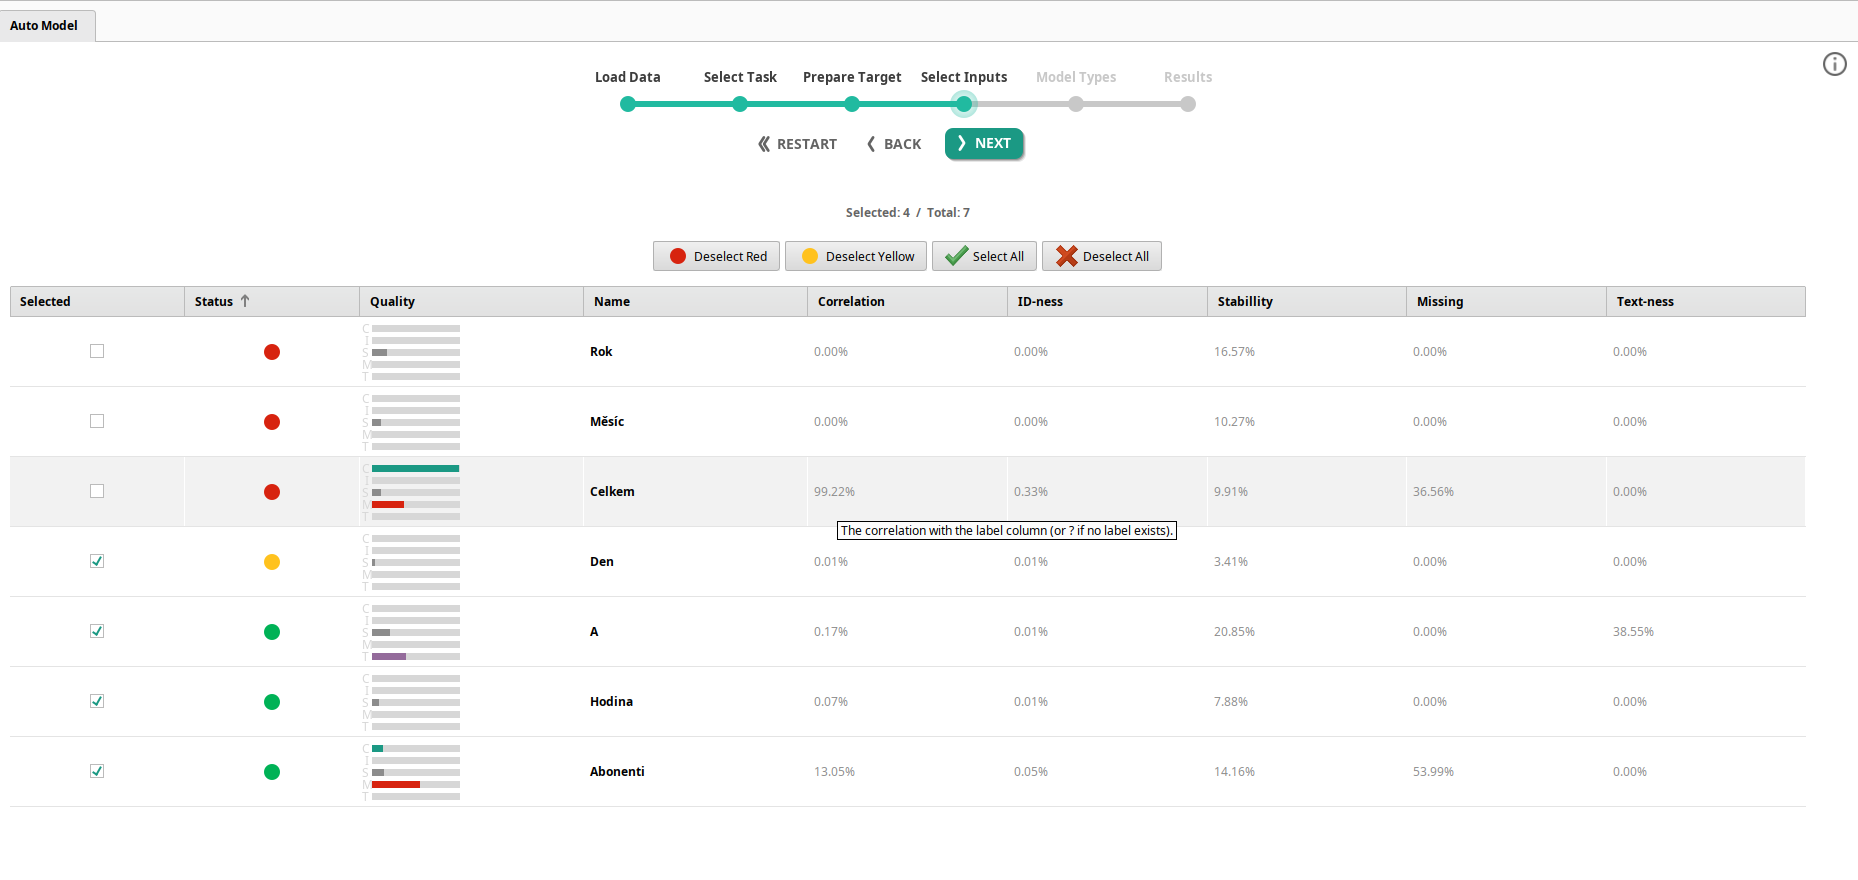 Auto Model
Load Data Select Task Prepare Target Select Inputs Model Types Results
RESTART BACK NEXT
Selected: 4 / Total: 7
Deselect Red Deselect Yellow Select All Deselect All
Selected Status Quality Name Correlation ID-ness Stabillity Missing Text-ness
C
I
S
M
T
Rok 0.00% 0.00% 16.57% 0.00% 0.00%
C
I
S
M
T
Měsíc 0.00% 0.00% 10.27% 0.00% 0.00%
C
I
S
M
T
Celkem 99.22% 0.33% 9.91% 36.56% 0.00%
The correlation with the label column (or ? if no label exists).
C
I
S
M
T
Den 0.01% 0.01% 3.41% 0.00% 0.00%
C
I
S
M
T
A 0.17% 0.01% 20.85% 0.00% 38.55%
C
I
S
M
T
Hodina 0.07% 0.01% 7.88% 0.00% 0.00%
C
I
S
M
T
Abonenti 13.05% 0.05% 14.16% 53.99% 0.00%